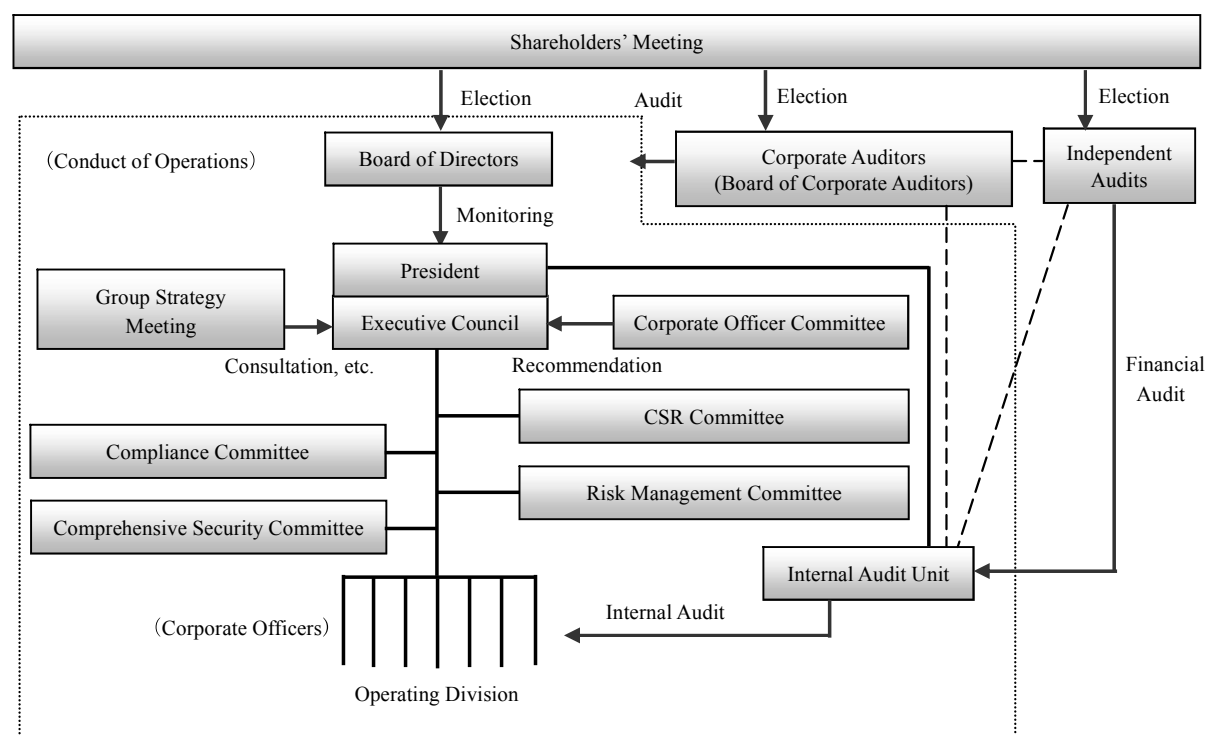 Shareholders’ Meeting
Election
Audit
Election
Election
（Conduct of Operations）
Board of Directors
Corporate Auditors
(Board of Corporate Auditors)
Independent
Audits
Monitoring
President
Group Strategy
Meeting
Executive Council
Corporate Officer Committee
Consultation, etc.
Recommendation
Financial
Audit
CSR Committee
Compliance Committee
Risk Management Committee
Comprehensive Security Committee
Internal Audit Unit
Internal Audit
（Corporate Officers）
Operating Division